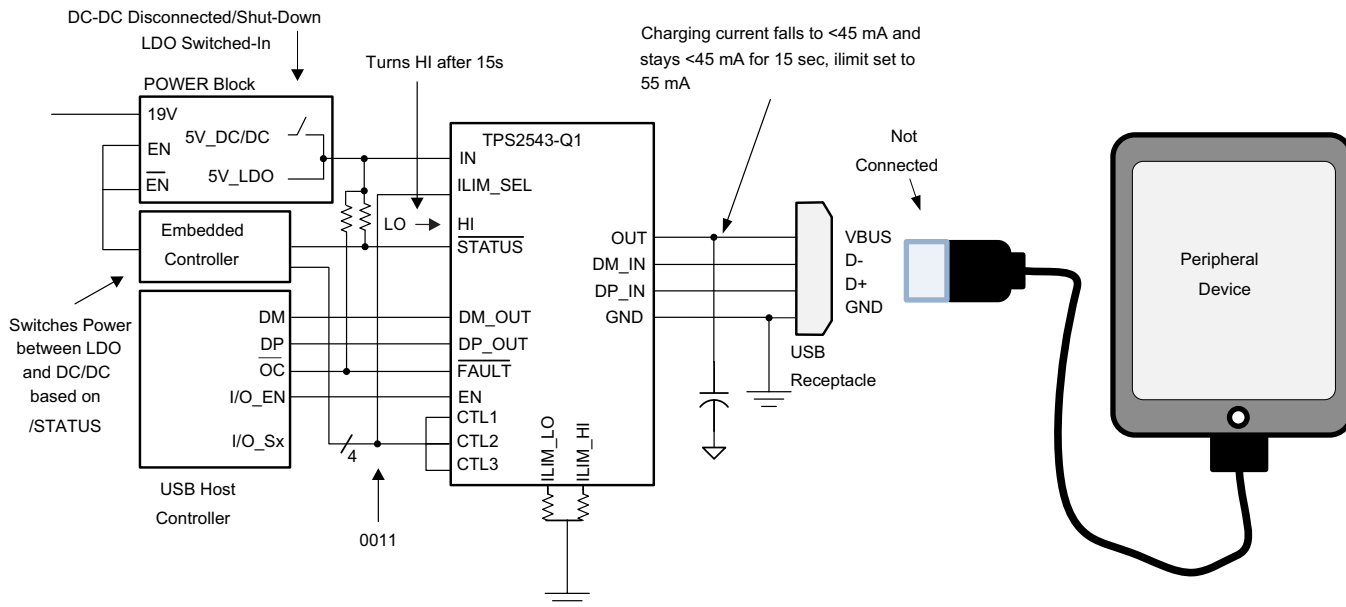 DC-DC Disconnected/Shut-Down
LDO Switched-In
POWER Block
19V
5V_DC/DC
EN
5V_LDO
EN
Embedded
Controller
Switches Power
between LDO
and DC/DC
based on
/STATUS
DM
DP
OC
I/O_EN
I/O_Sx
USB Host
Controller
Turns HI after 15s
LO
HI
4
0011
TPS2543-Q1
IN
ILIM_SEL
STATUS
DM_OUT
DP_OUT
FAULT
EN
CTL1
CTL2
CTL3
ILIM_LO
ILIM_HI
OUT
DM_IN
DP_IN
GND
Charging current falls to <45 mA and
stays <45 mA for 15 sec, ilimit set to
55 mA
VBUS
D-
D+
GND
USB
Receptacle
Not
Connected
Peripheral
Device